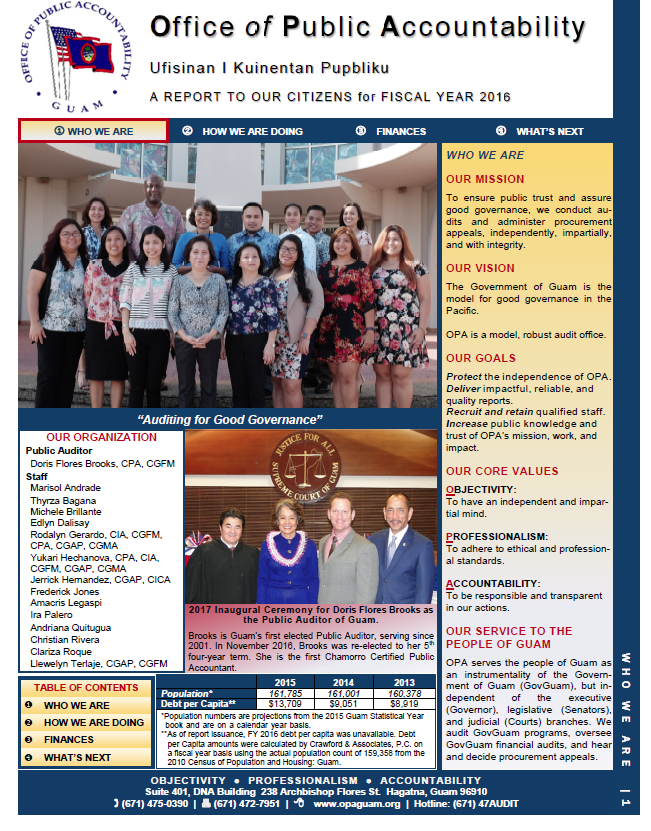 OFFICE OF PUBLIC ACCOUNTABILITY
• GUAM •
Office of Public Accountability
Ufisinan I Kuinentan Pupbliku
A REPORT TO OUR CITIZENS for FISCAL YEAR 2016
① WHO WE ARE
② HOW WE ARE DOING
③ FINANCES
④ WHAT'S NEXT
“Auditing for Good Governance”
OUR ORGANIZATION
Public Auditor
Doris Flores Brooks, CPA, CGFM
Staff
Marisol Andrade
Thyrza Bagana
Michele Brillante
Edlyn Dalisay
Rodalyn Gerardo, CIA, CGFM,
CPA, CGAP, CGMA
Yukari Hechanova, CPA, CIA,
CGFM, CGAP, CGMA
Jerrick Hernandez, CGAP, CICA
Frederick Jones
Amacris Legaspi
Ira Palero
Andriana Quitugua
Christian Rivera
Clariza Roque
Llewelyn Terlaje, CGAP, CGFM
JUSTICE FOR ALL
SUPREME COURT OF GUAM
2017 Inaugural Ceremony for Doris Flores Brooks as
the Public Auditor of Guam.
Brooks is Guam's first elected Public Auditor, serving since
2001. In November 2016, Brooks was re-elected to her 5th
four-year term. She is the first Chamorro Certified Public
Accountant.
TABLE OF CONTENTS
❶ WHO WE ARE
❷ HOW WE ARE DOING
❸ FINANCES
❹ WHAT'S NEXT
2015 2014 2013
Population* 161,785 161,001 160,378
Debt per Capita** $13,709 $9,051 $8,919
*Population numbers are projections from the 2015 Guam Statistical Year
book and are on a calendar year basis.
**As of report issuance, FY 2016 debt per capita was unavailable. Debt
per Capita amounts were calculated by Crawford & Associates, P.C. on
a fiscal year basis using the actual population count of 159,358 from the
2010 Census of Population and Housing: Guam.
WHO WE ARE
OUR MISSION
To ensure public trust and assure
good governance, we conduct au-
dits and administer procurement
appeals, independently, impartially,
and with integrity.
OUR VISION
The Government of Guam is the
model for good governance in the
Pacific.
OPA is a model, robust audit office.
OUR GOALS
Protect the independence of OPA.
Deliver impactful, reliable, and
quality reports.
Recruit and retain qualified staff.
Increase public knowledge and
trust of OPA's mission, work, and
impact.
OUR CORE VALUES
OBJECTIVITY:
To have an independent and impar-
tial mind.
PROFESSIONALISM:
To adhere to ethical and profession-
al standards.
ACCOUNTABILITY:
To be responsible and transparent
in our actions.
OUR SERVICE TO THE
PEOPLE OF GUAM
OPA serves the people of Guam as
an instrumentality of the Govern-
ment of Guam (GovGuam), but in-
dependent of the executive
(Governor), legislative (Senators),
and judicial (Courts) branches. We
audit GovGuam programs, oversee
GovGuam financial audits, and hear
and decide procurement appeals.
WHO WE ARE | 1
OBJECTIVITY ● PROFESSIONALISM ● ACCOUNTABILITY
Suite 401, DNA Building 238 Archbishop Flores St. Hagatna, Guam 96910
(671) 475-0390 | (671) 472-7951 | www.opaguam.org | Hotline: (671) 47AUDIT